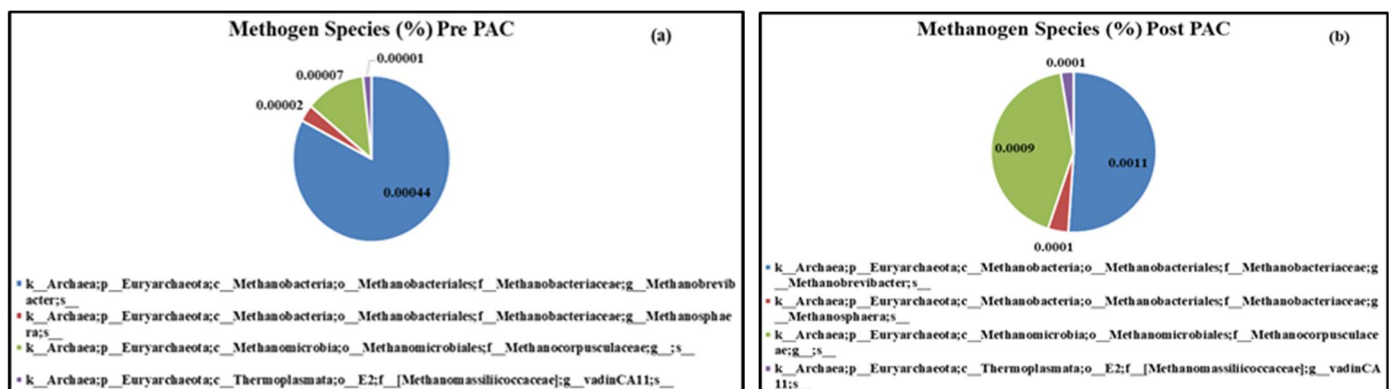 Methogen Species (%) Pre PAC
(a)
0.00001
0.00007
0.00002
0.00044
k__Archaea;p__Euryarchaeota;c__Methanobacteria;o__Methanobacteriales;f__Methanobacteriaceae;g__Methanobrevib
acter;s__
k__Archaea;p__Euryarchaeota;c__Methanobacteria;o__Methanobacteriales;f__Methanobacteriaceae;g__Methanosphae
ra;s__
k__Archaea;p__Euryarchaeota;c__Methanomicrobia;o__Methanomicrobiales;f__Methanocorpusculaceae;g__;s__
k__Archaea;p__Euryarchaeota;c__Thermoplasmata;o__E2;f__[Methanomassiliicoccaceae];g__vadinCA11;s__
Methanogen Species (%) Post PAC
(b)
0.0001
0.0009
0.0011
0.0001
k__Archaea;p__Euryarchaeota;c__Methanobacteria;o__Methanobacteriales;f__Methanobacteriaceae;g
__Methanobrevibacter;s__
k__Archaea;p__Euryarchaeota;c__Methanobacteria;o__Methanobacteriales;f__Methanobacteriaceae;g
__Methanosphaera;s__
k__Archaea;p__Euryarchaeota;c__Methanomicrobia;o__Methanomicrobiales;f__Methanocorpusculace
ae;g__;s__
k__Archaea;p__Euryarchaeota;c__Thermoplasmata;o__E2;f__[Methanomassiliicoccaceae];g__vadinCA
11;s__